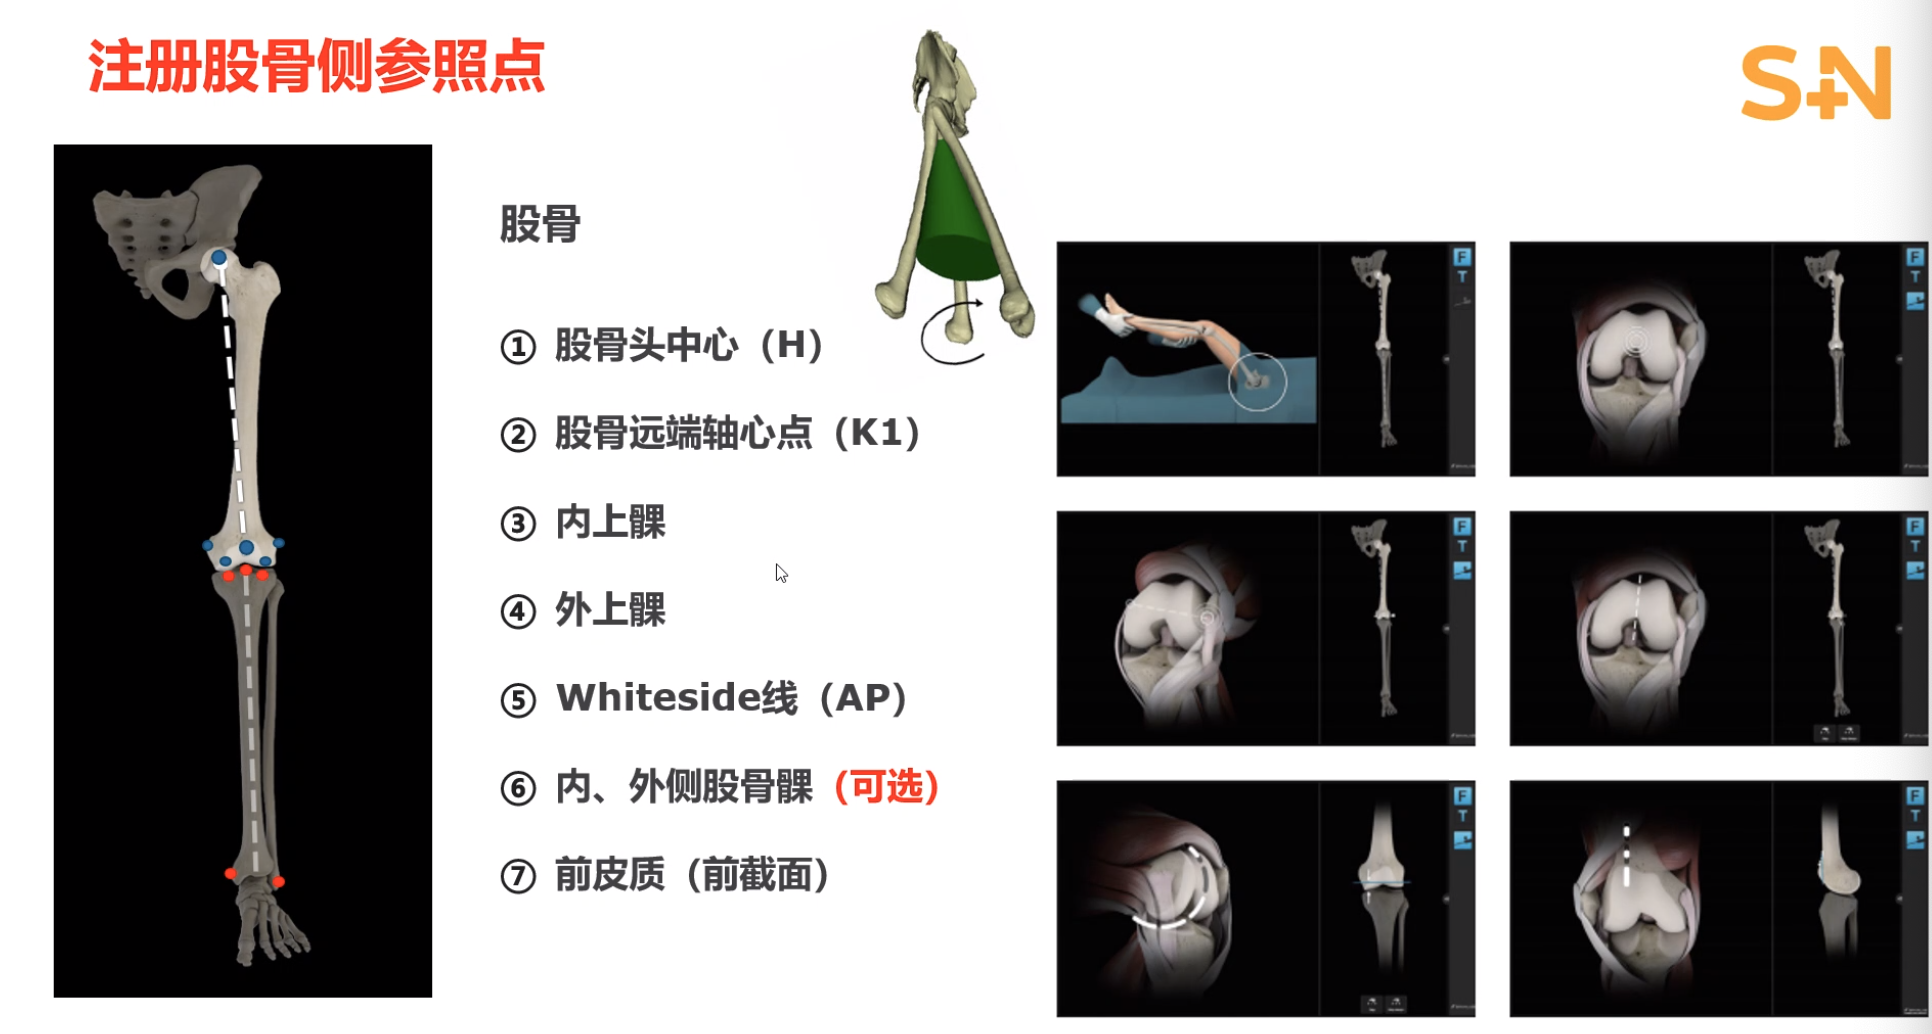 注册股骨侧参照点
S+N
股骨
① 股骨头中心（H）
② 股骨远端轴心点（K1）
③ 内上髁
④ 外上髁
⑤ Whiteside线（AP）
⑥ 内、外侧股骨髁（可选）
⑦ 前皮质（前截面）
F
T
F
T
F
T
F
T
F
T
F
T